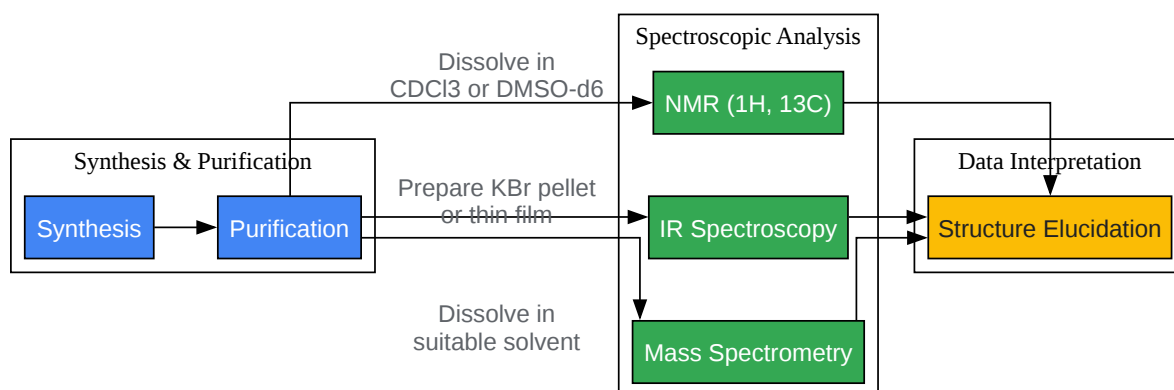 Synthesis & Purification
Synthesis
Purification
Dissolve in
CDCl3 or DMSO-d6
Prepare KBr pellet
or thin film
Dissolve in
suitable solvent
Spectroscopic Analysis
NMR (1H, 13C)
IR Spectroscopy
Mass Spectrometry
Data Interpretation
Structure Elucidation